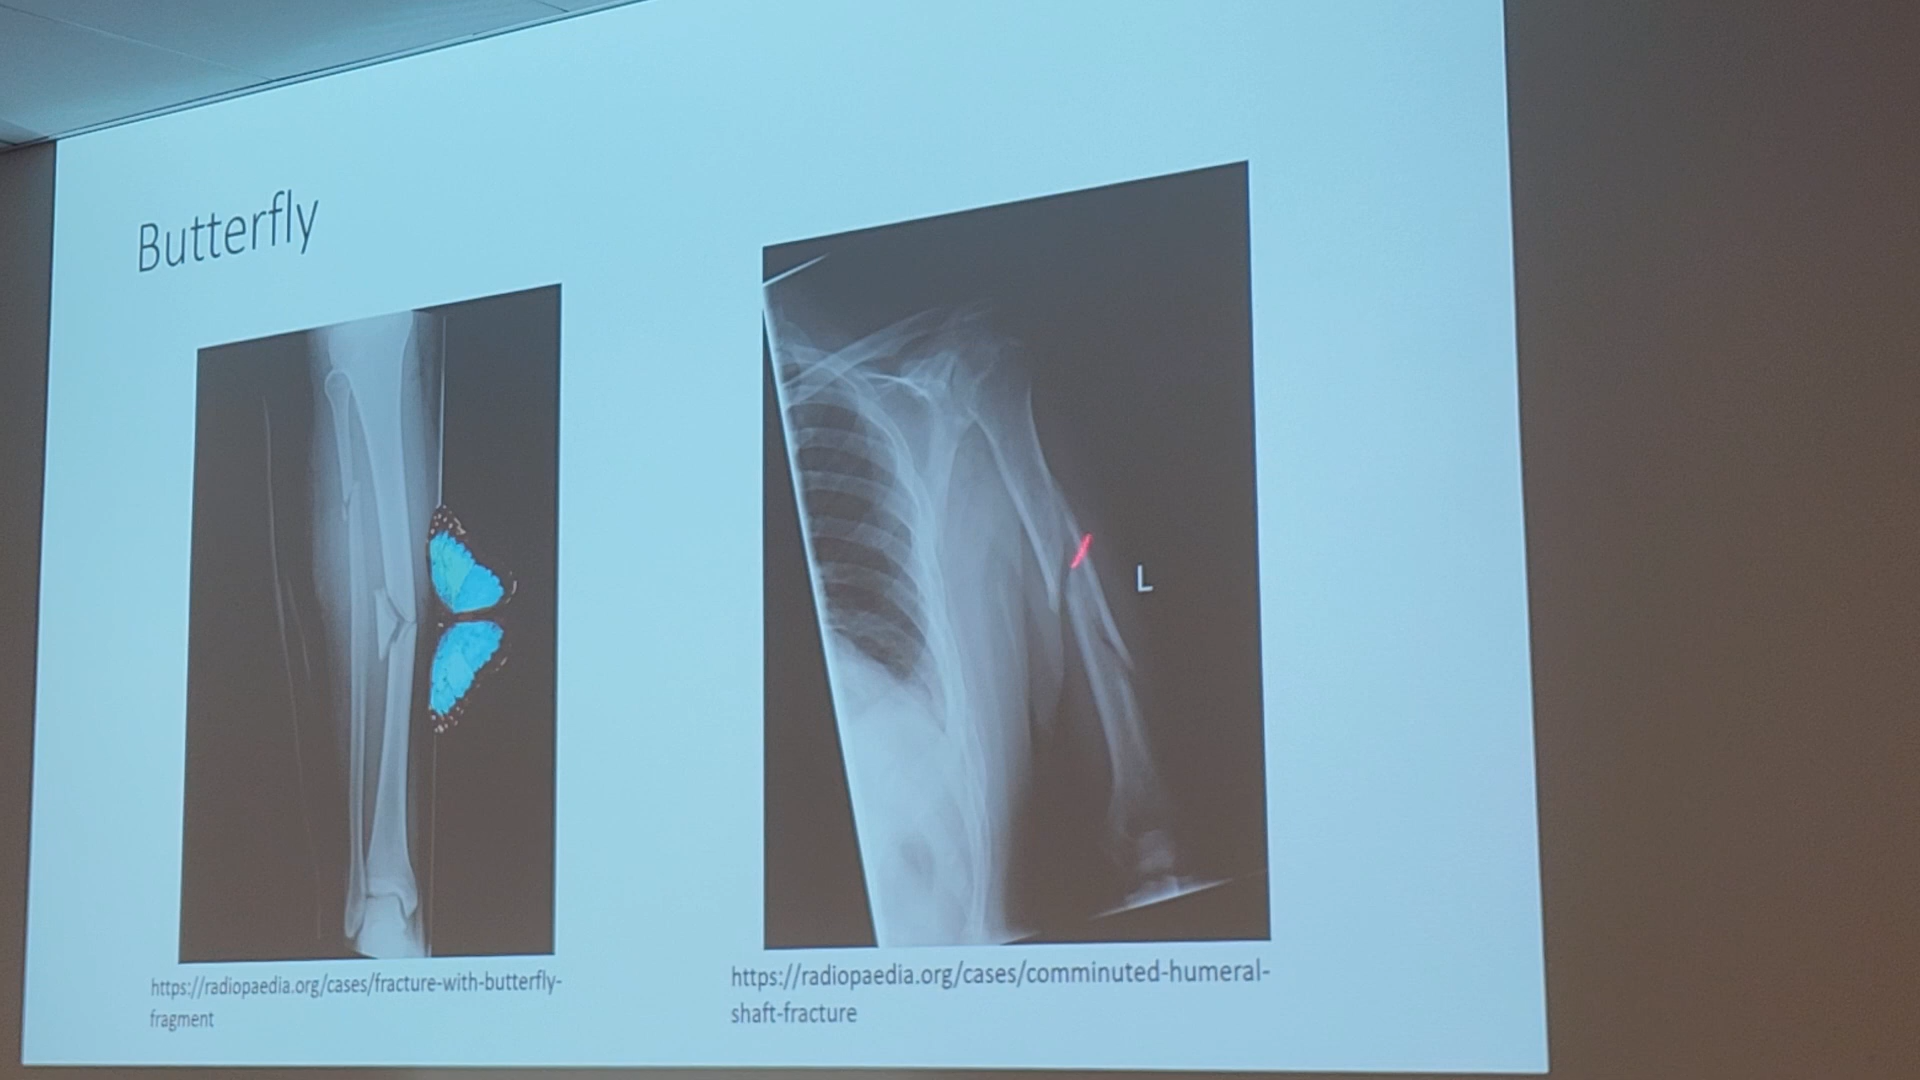 Butterfly
L
https://radiopaedia.org/cases/fracture-with-butterfly-
fragment
https://radiopaedia.org/cases/comminuted-humeral-
shaft-fracture